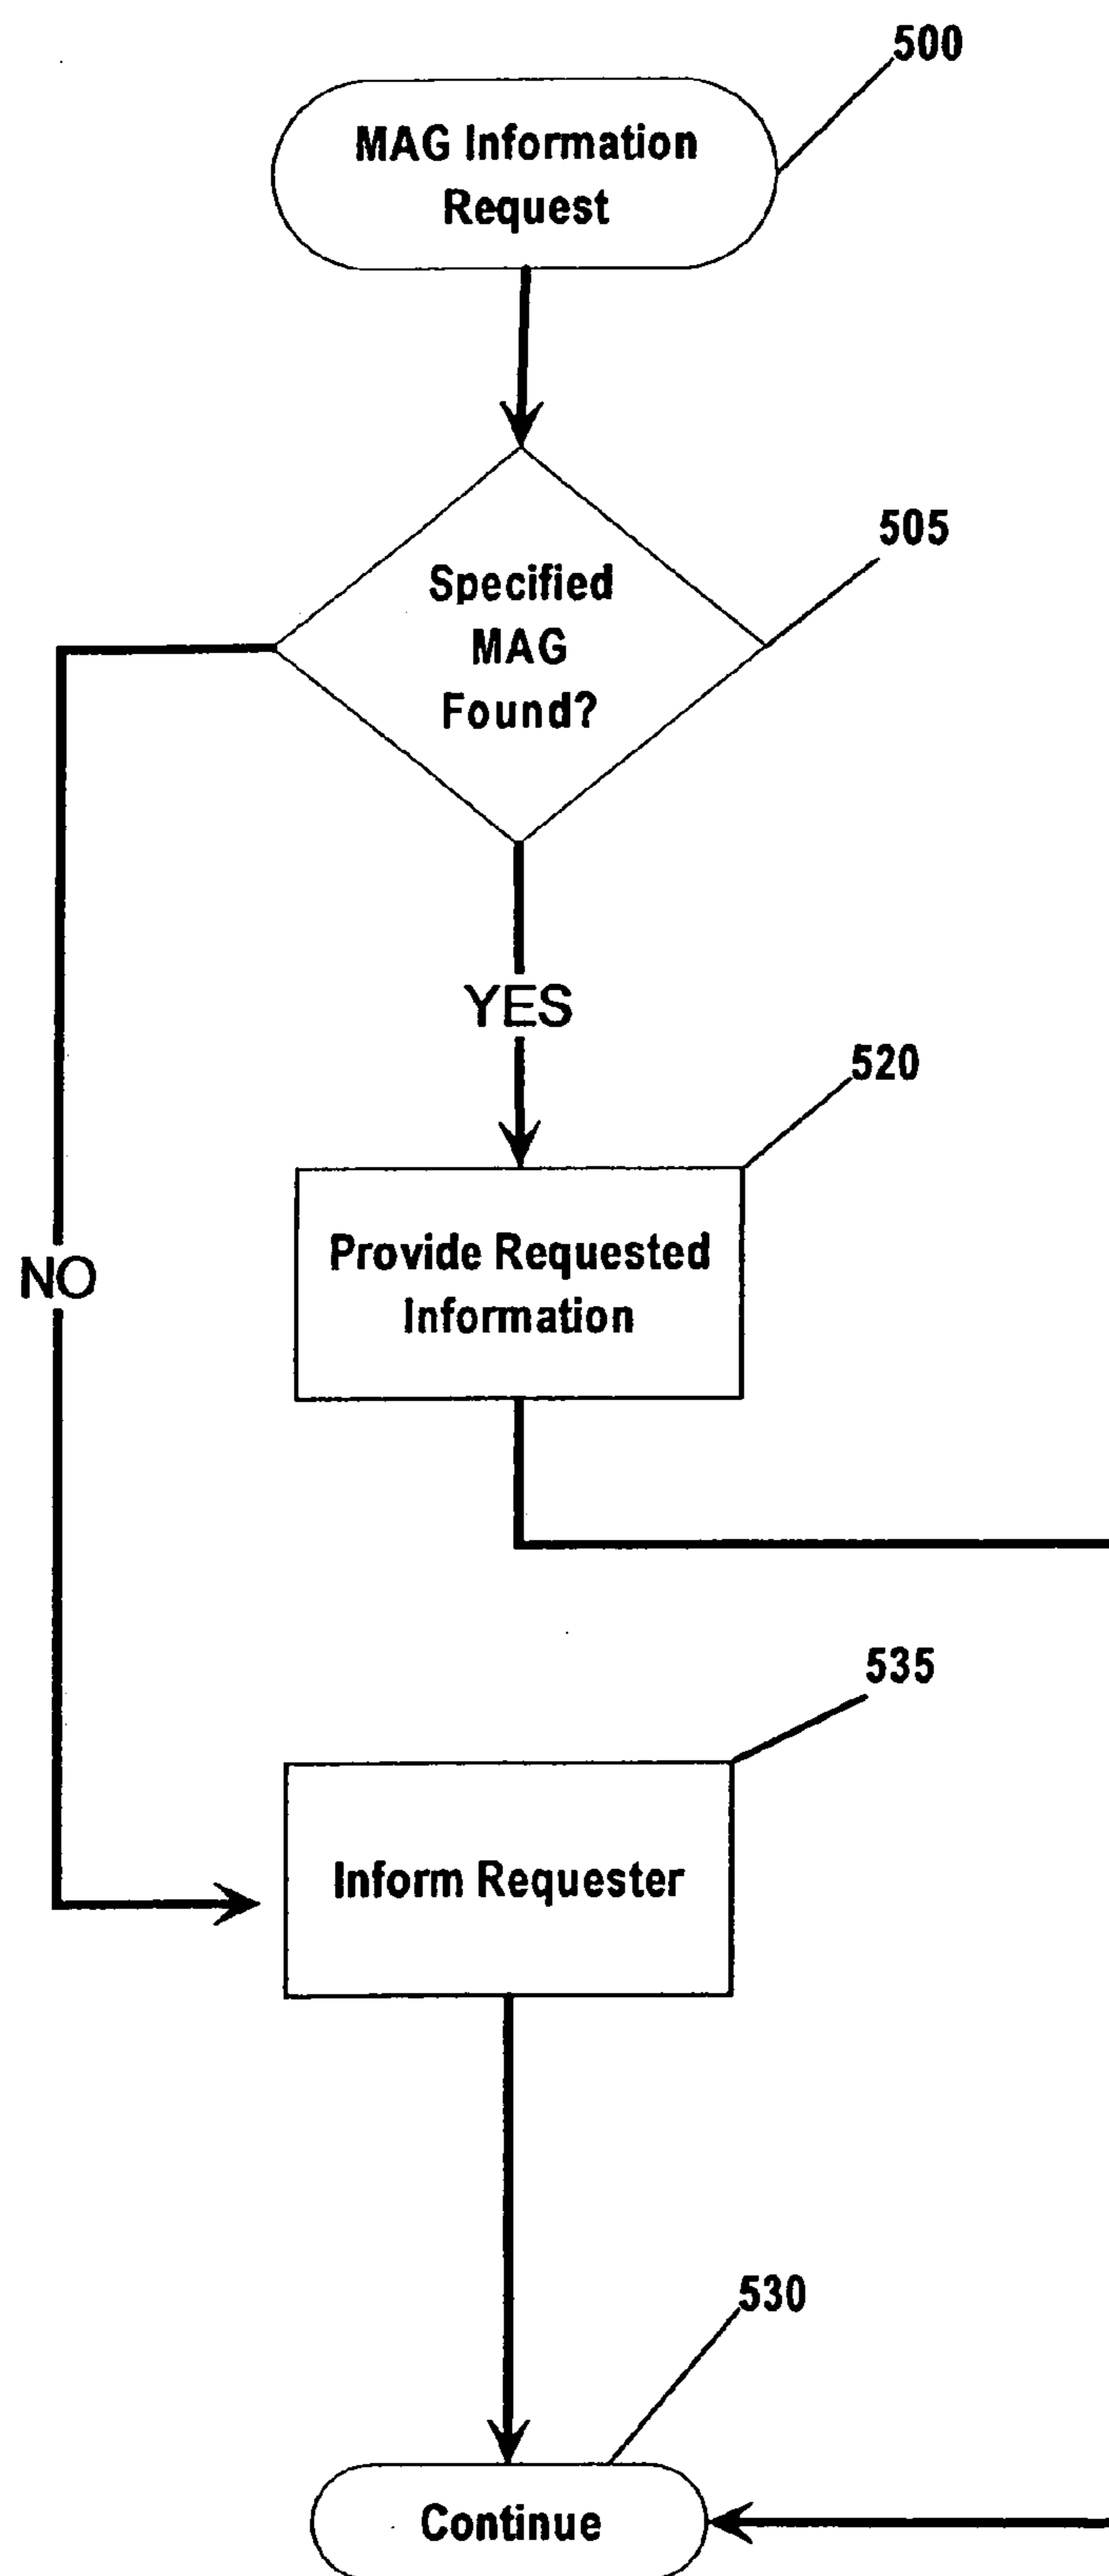 500
MAG Information
Request
505
Specified
MAG
Found?
YES
520
Provide Requested
Information
NO
535
Inform Requester
530
Continue